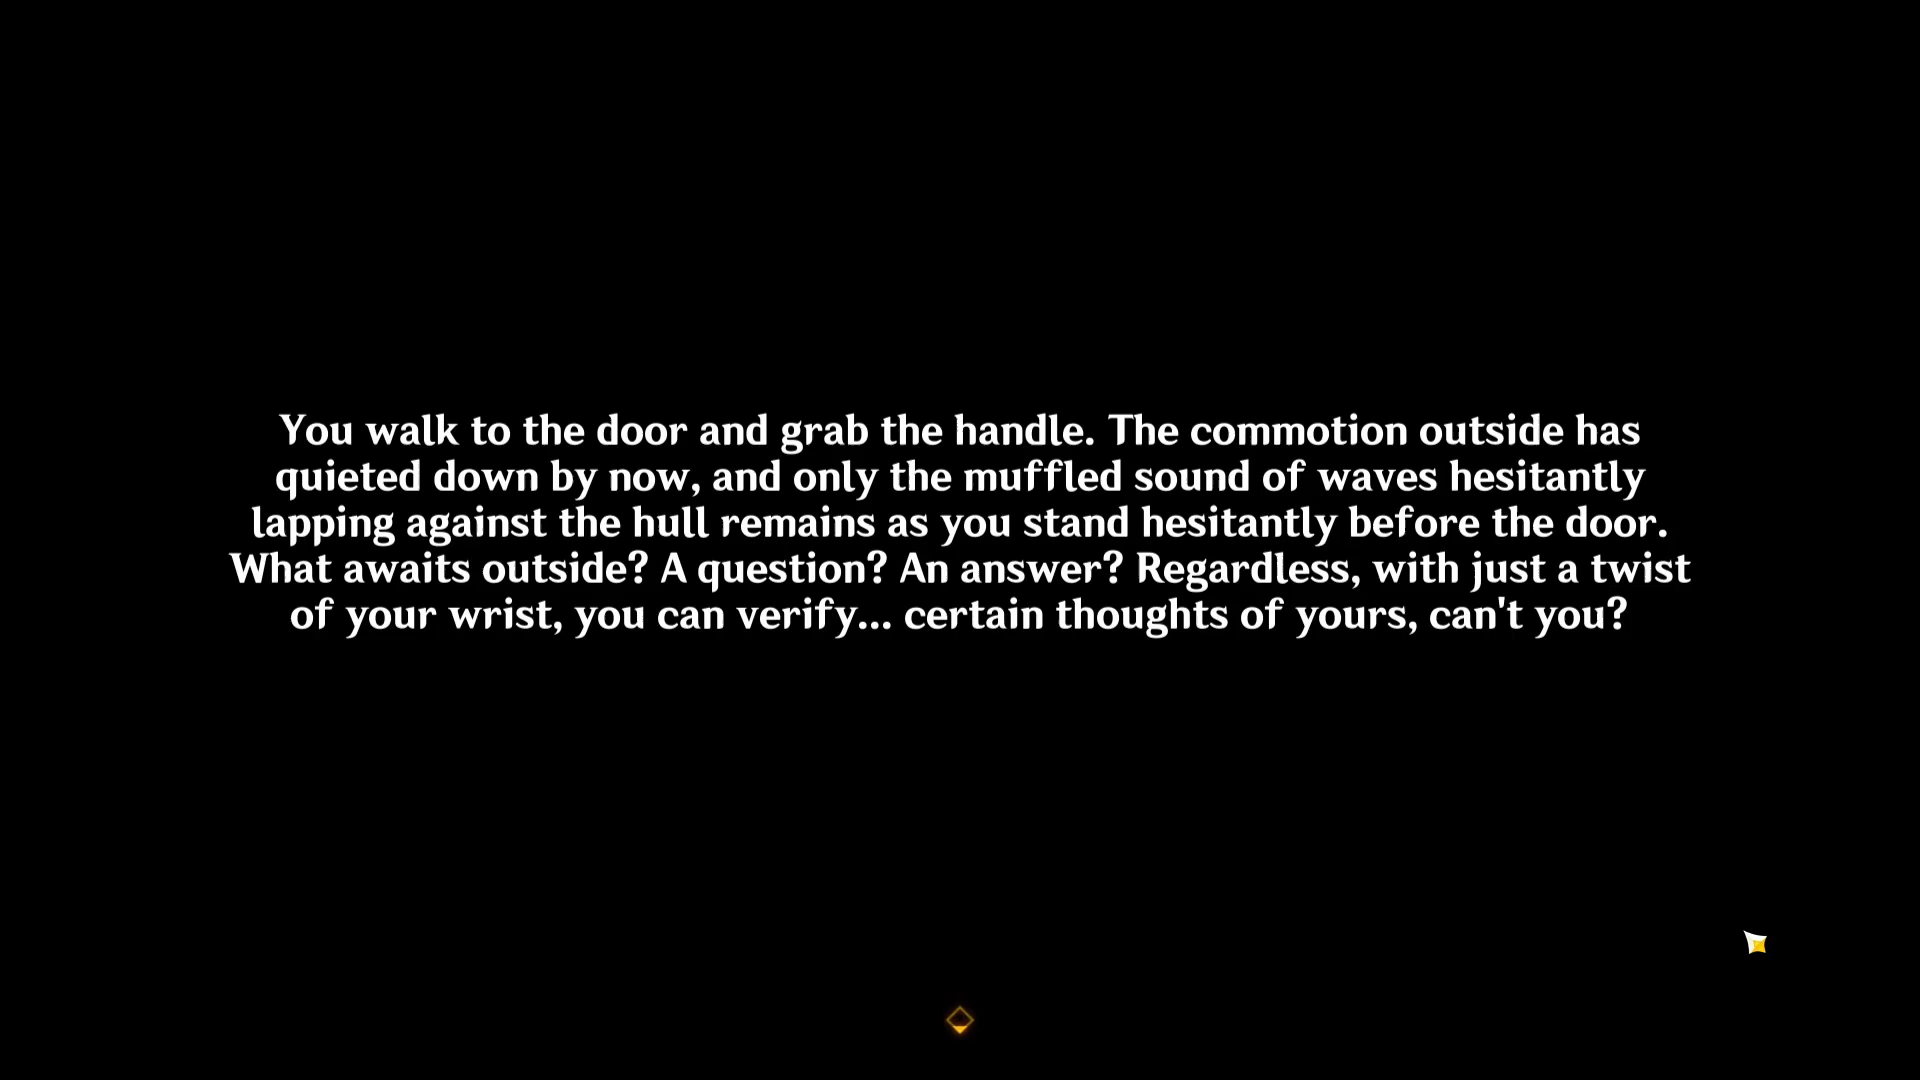 You walk to the door and grab the handle. The commotion outside has
quieted down by now, and only the muffled sound of waves hesitantly
lapping against the hull remains as you stand hesitantly before the door.
What awaits outside? A question? An answer? Regardless, with just a twist
of your wrist, you can verify... certain thoughts of yours, can't you?